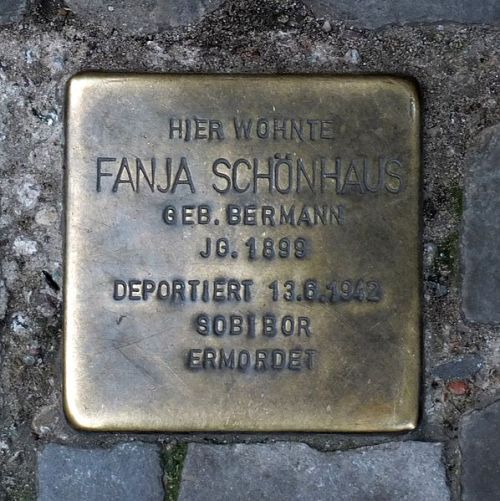 HIER WOHNTE
FANJA SCHÖNHAUS
GEB. BERMANN
JG. 1899
DEPORTIERT 13.6.1942
SOBIBOR
ERMORDET